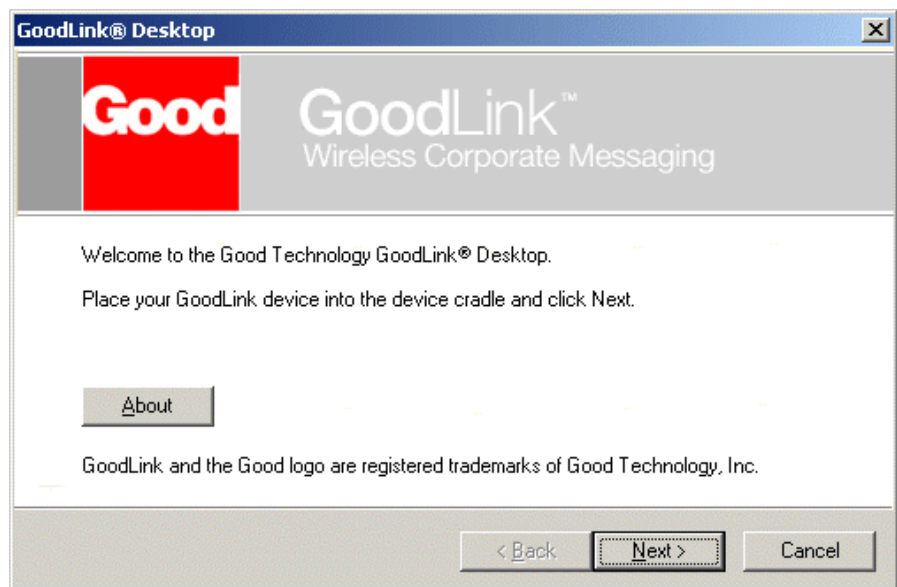 GoodLink® Desktop
Good
GoodLink™
Wireless Corporate Messaging
Welcome to the Good Technology GoodLink® Desktop.
Place your GoodLink device into the device cradle and click Next.
About
GoodLink and the Good logo are registered trademarks of Good Technology, Inc.
< Back Next > Cancel